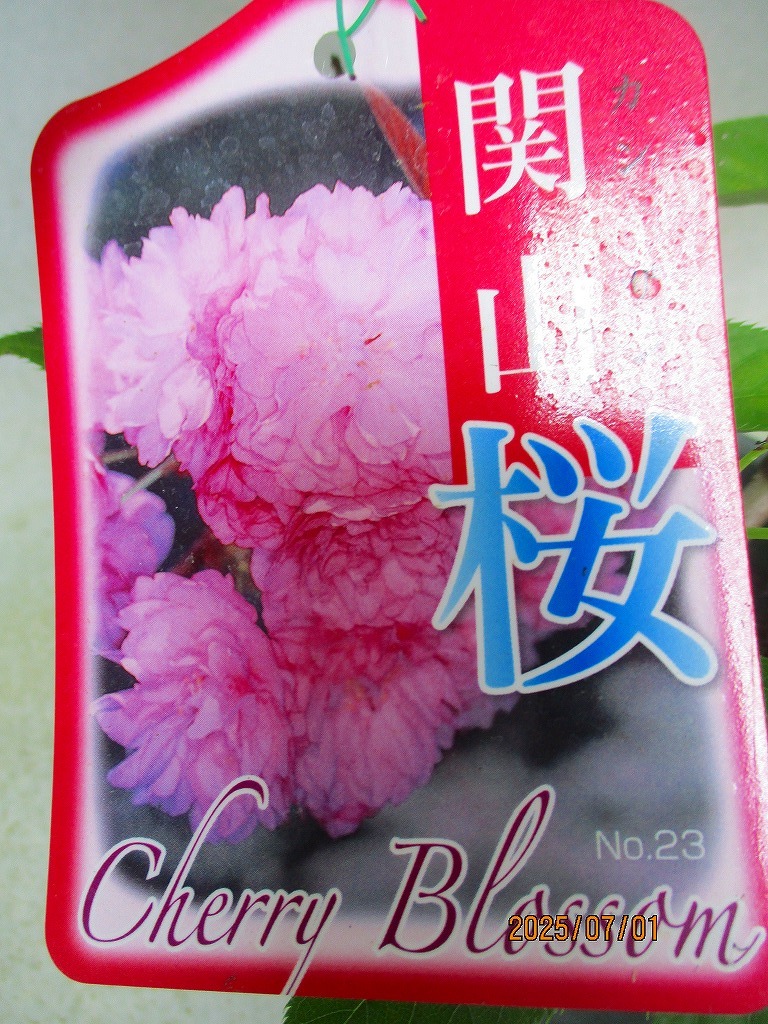 関山
桜
No.23
Cherry Blossom
2025/07/01